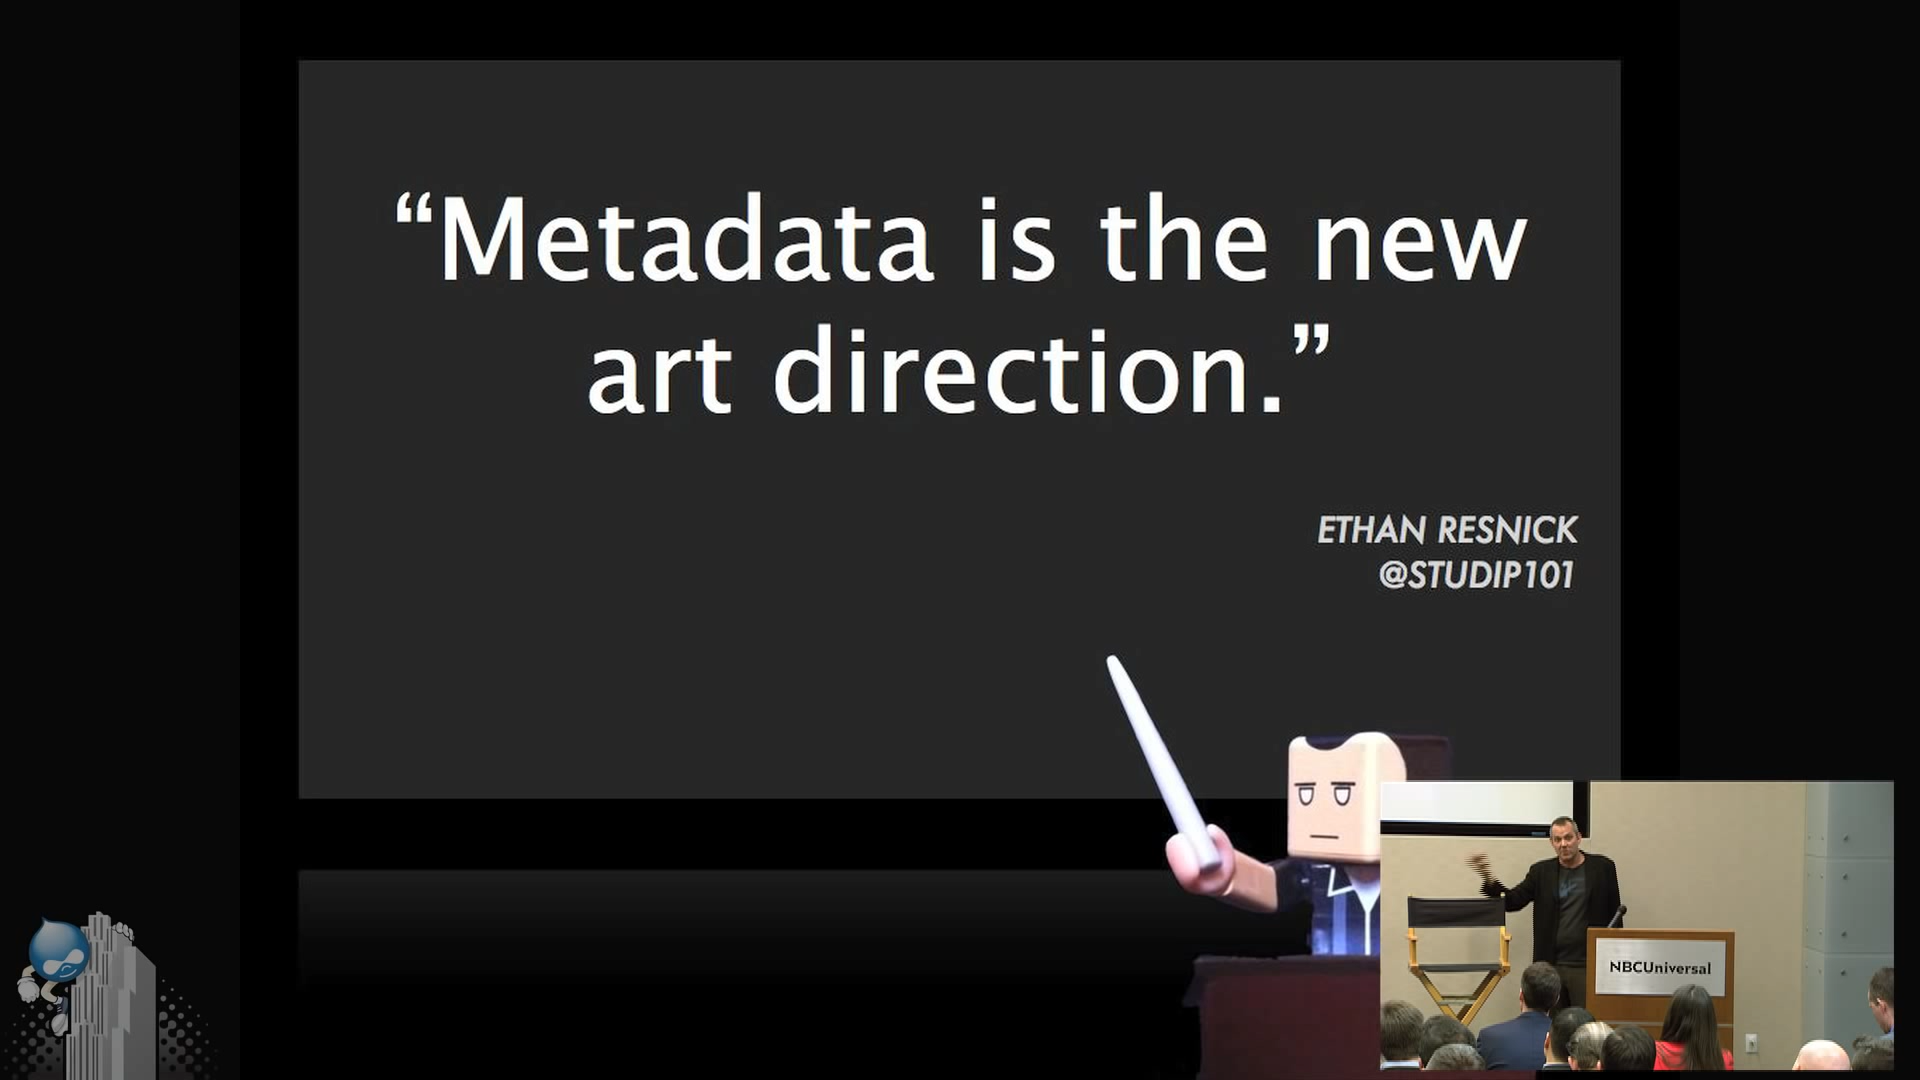 “Metadata is the new
art direction.”
ETHAN RESNICK
@STUDIP101
NBCUniversal